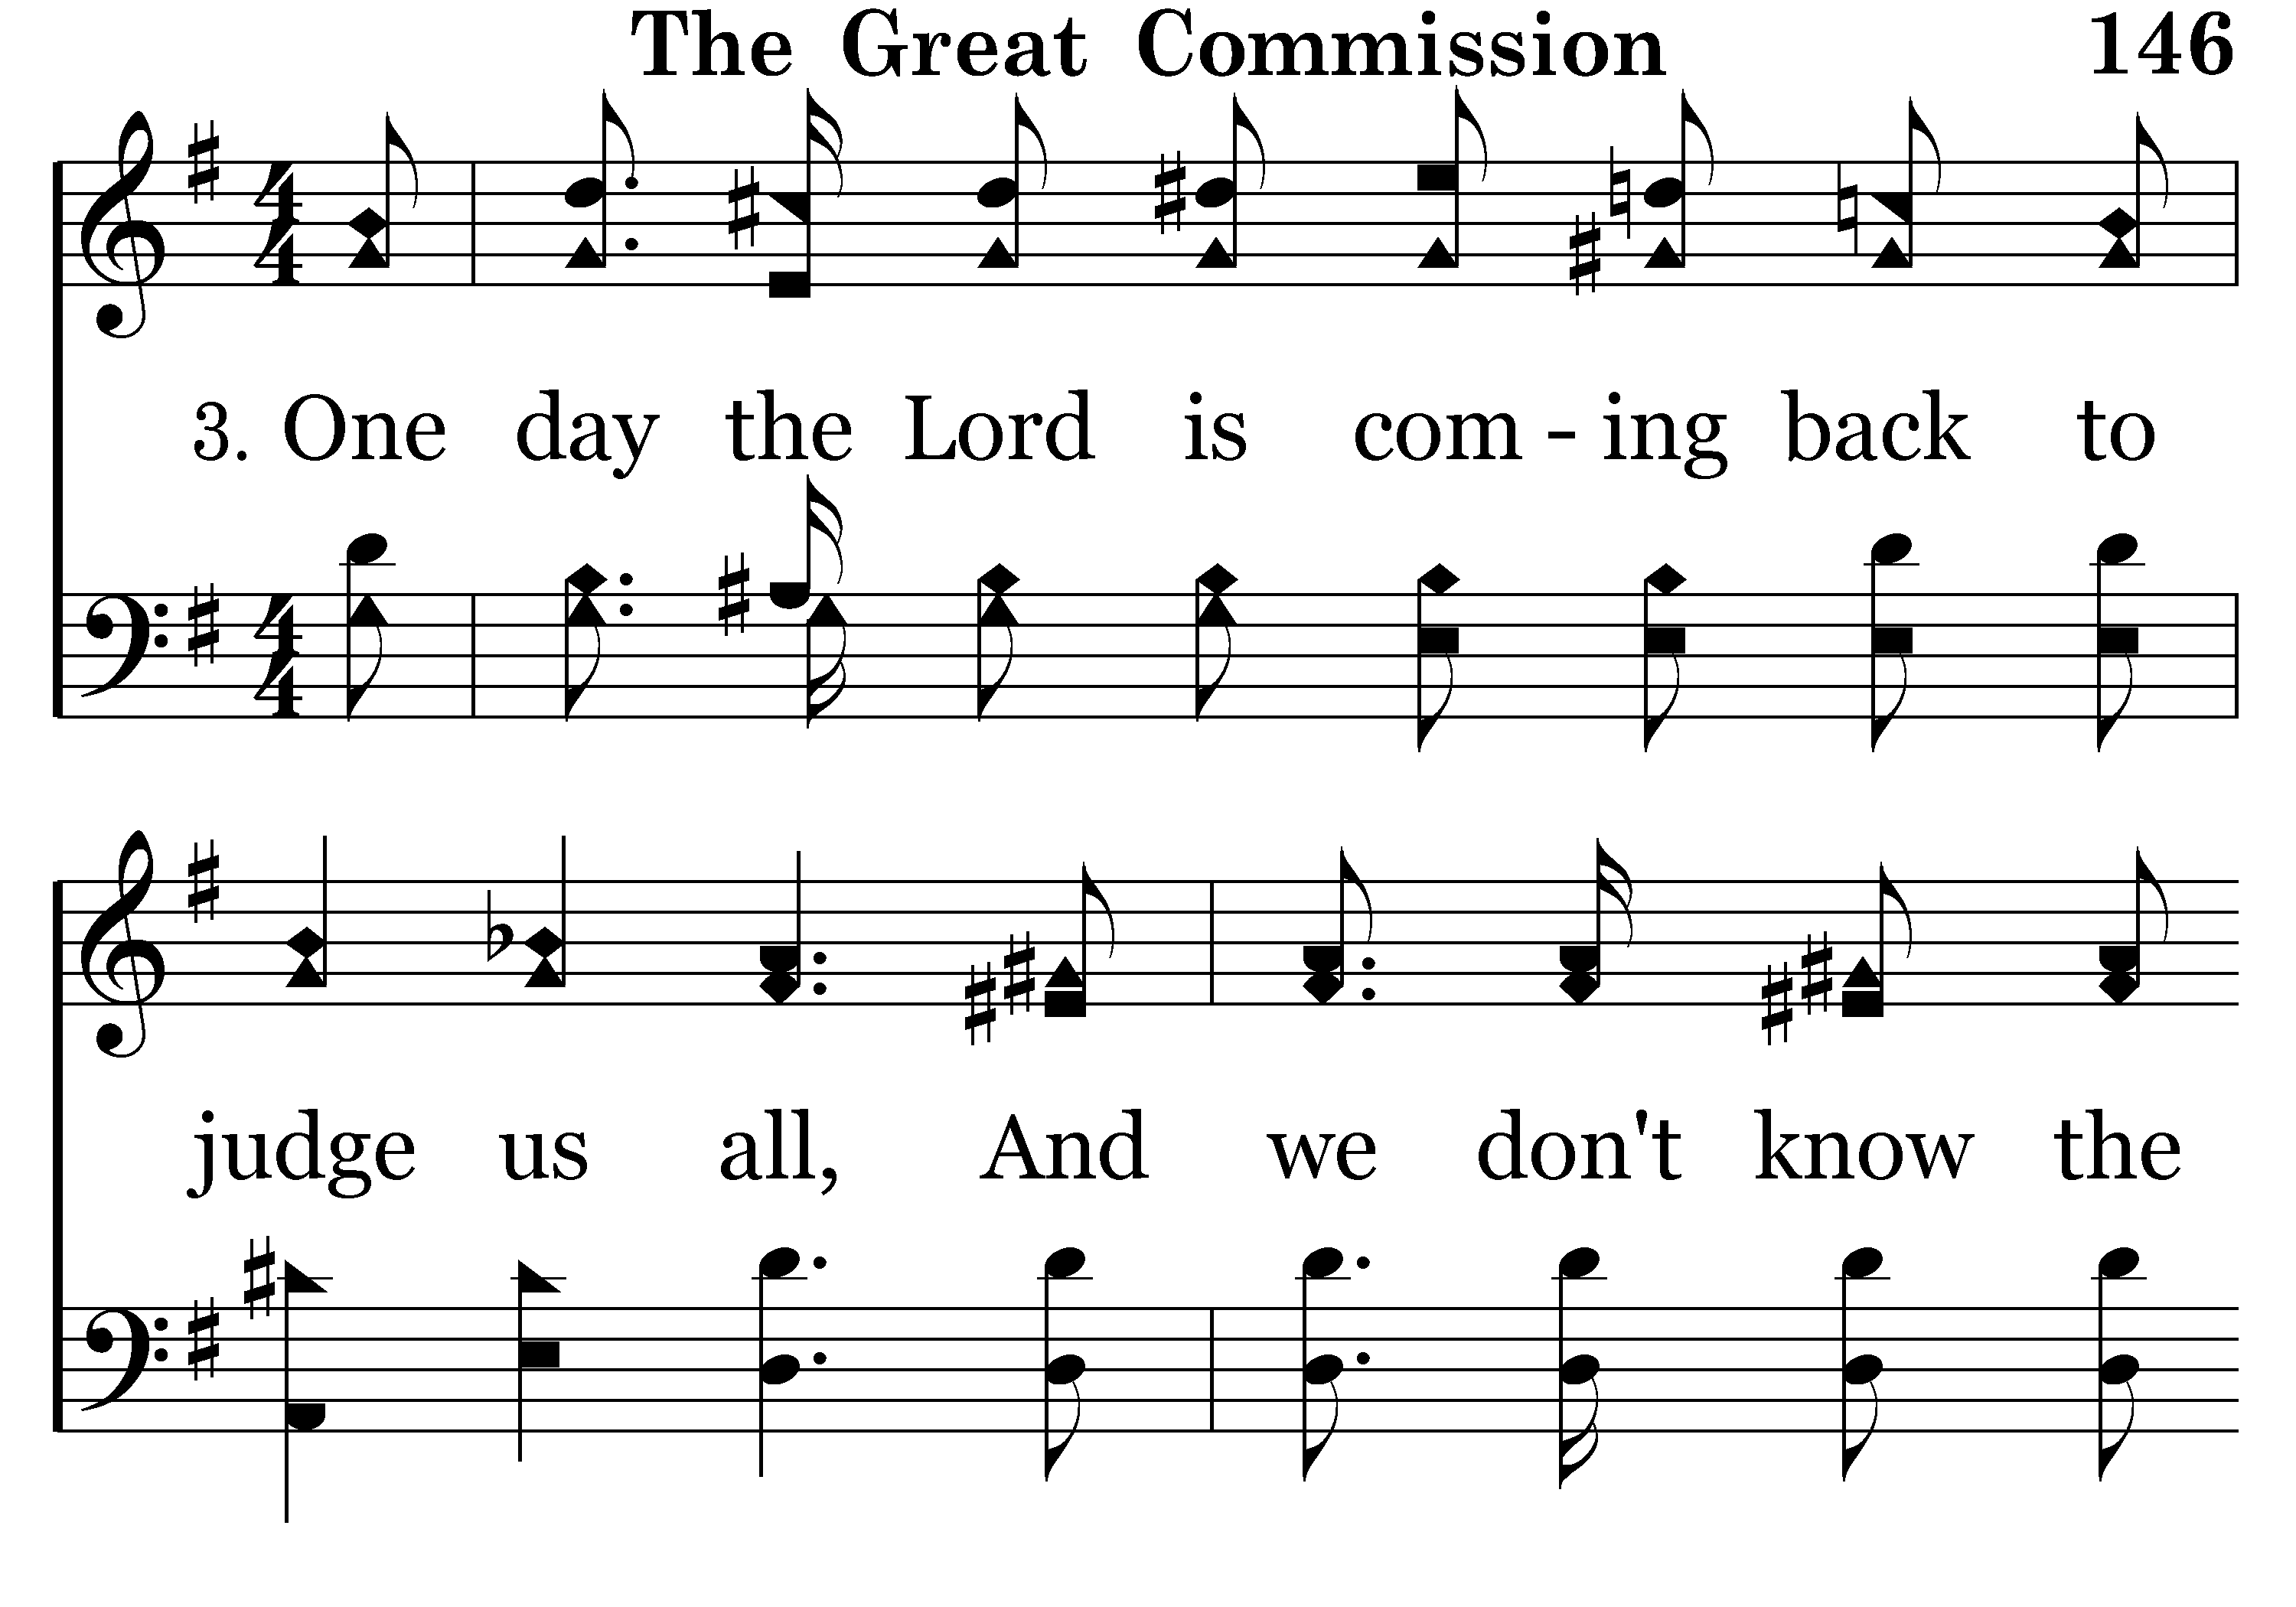 The Great Commission 146
3. One day the Lord is com - ing back to
judge us all, And we don't know the